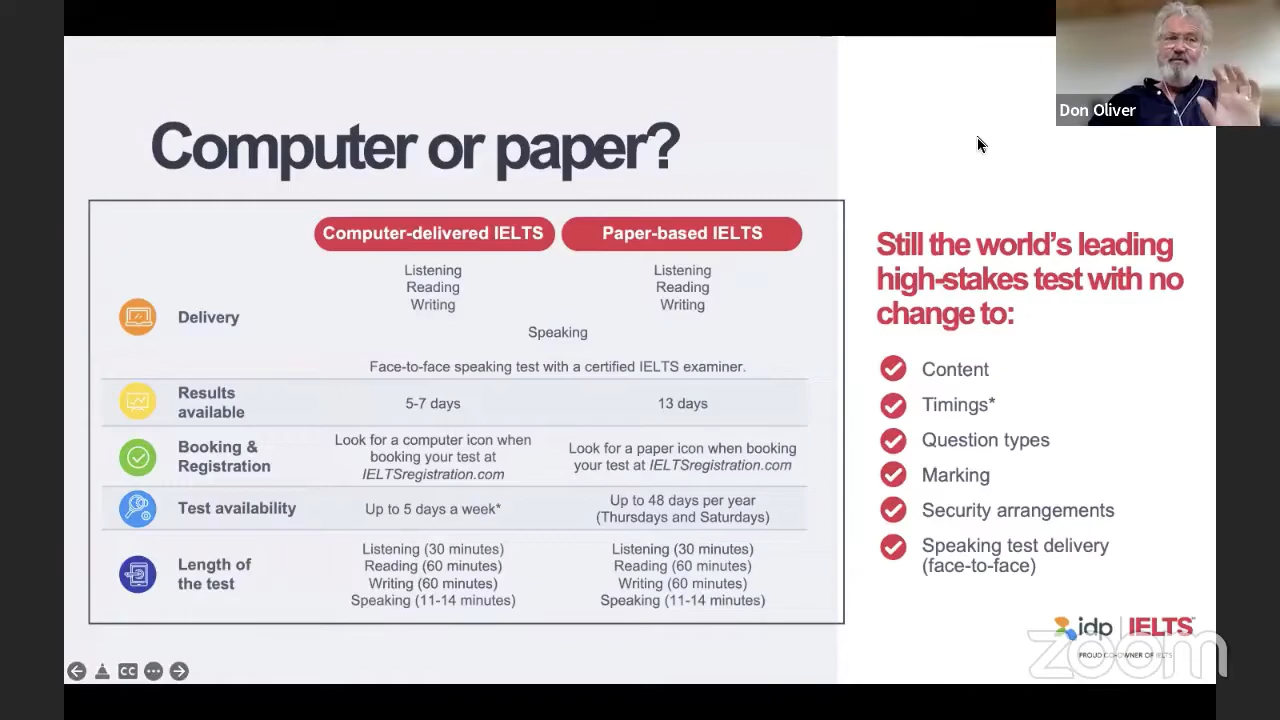 Don Oliver
Computer or paper?
Computer-delivered IELTS
Paper-based IELTS
Delivery
Listening
Reading
Writing
Listening
Reading
Writing
Speaking
Face-to-face speaking test with a certified IELTS examiner.
Results
available
5-7 days
13 days
Booking &
Registration
Look for a computer icon when
booking your test at
IELTSregistration.com
Look for a paper icon when booking
your test at IELTSregistration.com
Test availability
Up to 5 days a week*
Up to 48 days per year
(Thursdays and Saturdays)
Length of
the test
Listening (30 minutes)
Reading (60 minutes)
Writing (60 minutes)
Speaking (11-14 minutes)
Listening (30 minutes)
Reading (60 minutes)
Writing (60 minutes)
Speaking (11-14 minutes)
Still the world's leading
high-stakes test with no
change to:
Content
Timings*
Question types
Marking
Security arrangements
Speaking test delivery
(face-to-face)
idp | IELTS™
PROUD CO-OWNER OF IELTS
zoom
CC